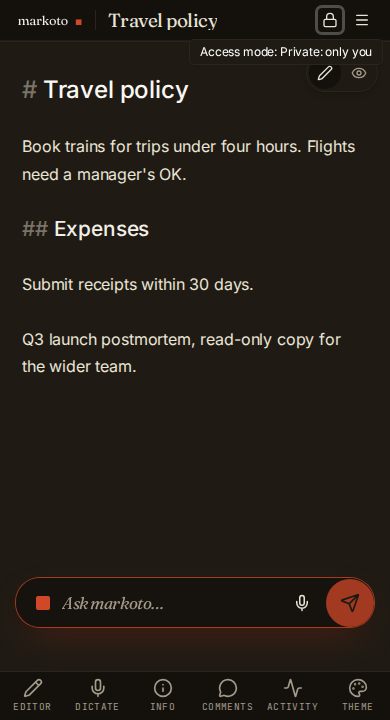 markoto
Travel policy
Access mode: Private: only you
# Travel policy
Book trains for trips under four hours. Flights
need a manager's OK.
## Expenses
Submit receipts within 30 days.
Q3 launch postmortem, read-only copy for
the wider team.
Ask markoto...
EDITOR DICTATE INFO COMMENTS ACTIVITY THEME